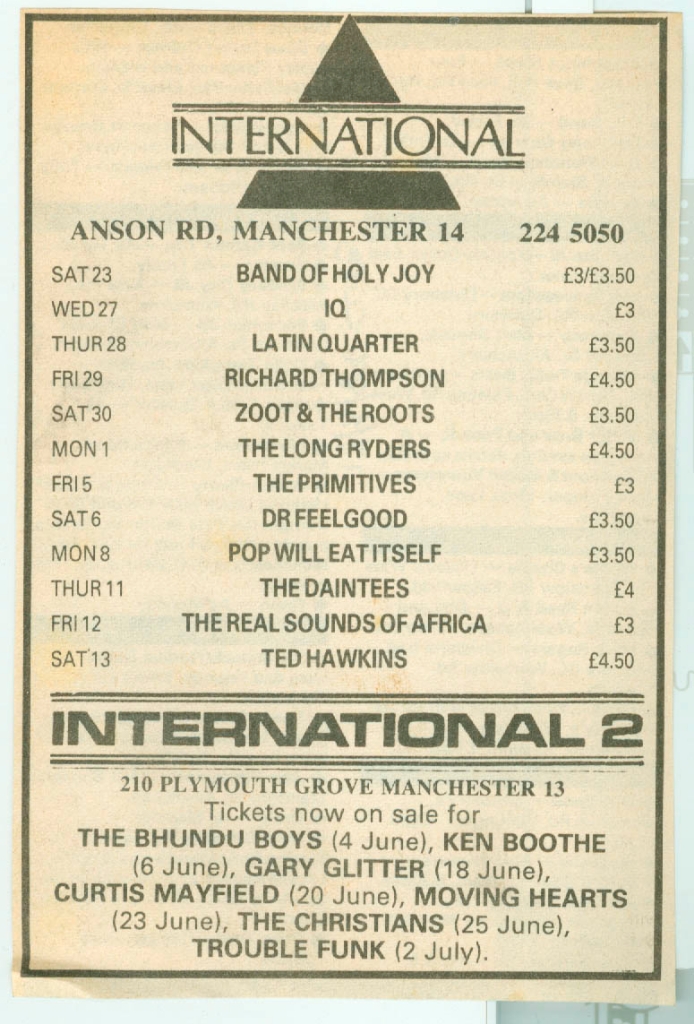 INTERNATIONAL
ANSON RD, MANCHESTER 14 224 5050
SAT 23 BAND OF HOLY JOY £3/£3.50
WED 27 IQ £3
THUR 28 LATIN QUARTER £3.50
FRI 29 RICHARD THOMPSON £4.50
SAT 30 ZOOT & THE ROOTS £3.50
MON 1 THE LONG RYDERS £4.50
FRI 5 THE PRIMITIVES £3
SAT 6 DR FEELGOOD £3.50
MON 8 POP WILL EAT ITSELF £3.50
THUR 11 THE DAINTEES £4
FRI 12 THE REAL SOUNDS OF AFRICA £3
SAT 13 TED HAWKINS £4.50
INTERNATIONAL 2
210 PLYMOUTH GROVE MANCHESTER 13
Tickets now on sale for
THE BHUNDU BOYS (4 June), KEN BOOTHE
(6 June), GARY GLITTER (18 June),
CURTIS MAYFIELD (20 June), MOVING HEARTS
(23 June), THE CHRISTIANS (25 June),
TROUBLE FUNK (2 July).